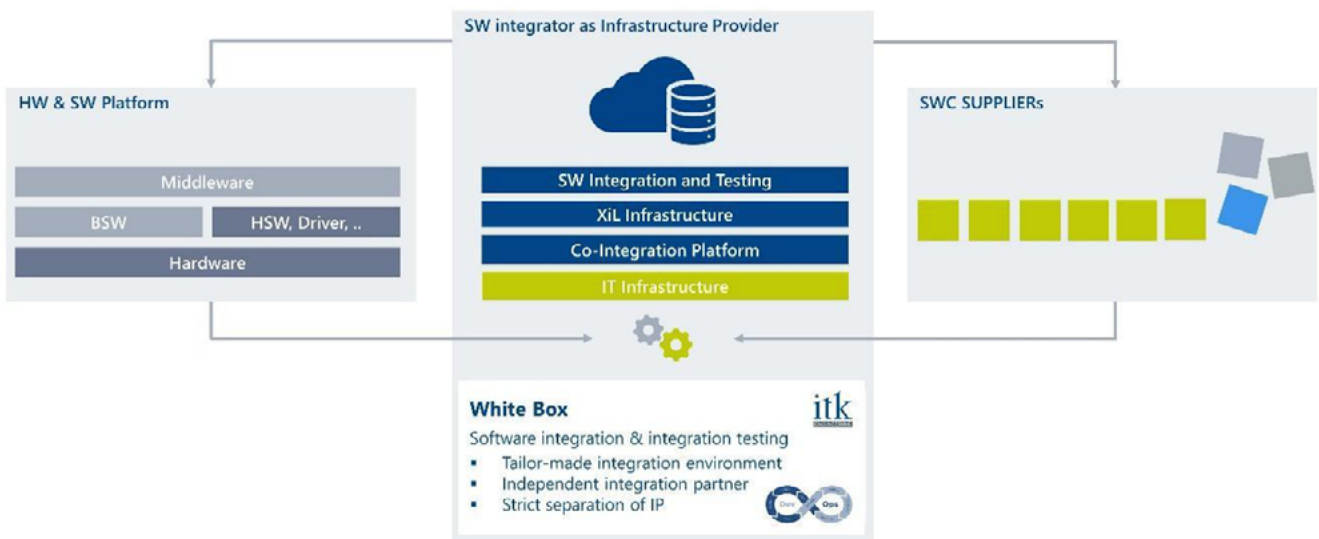 SW integrator as Infrastructure Provider
HW & SW Platform
Middleware
BSW
HSW, Driver, ..
Hardware
SW Integration and Testing
XiL Infrastructure
Co-Integration Platform
IT Infrastructure
SWC SUPPLIERs
White Box
itk
Software integration & integration testing
▪ Tailor-made integration environment
▪ Independent integration partner
▪ Strict separation of IP
Dev
Ops